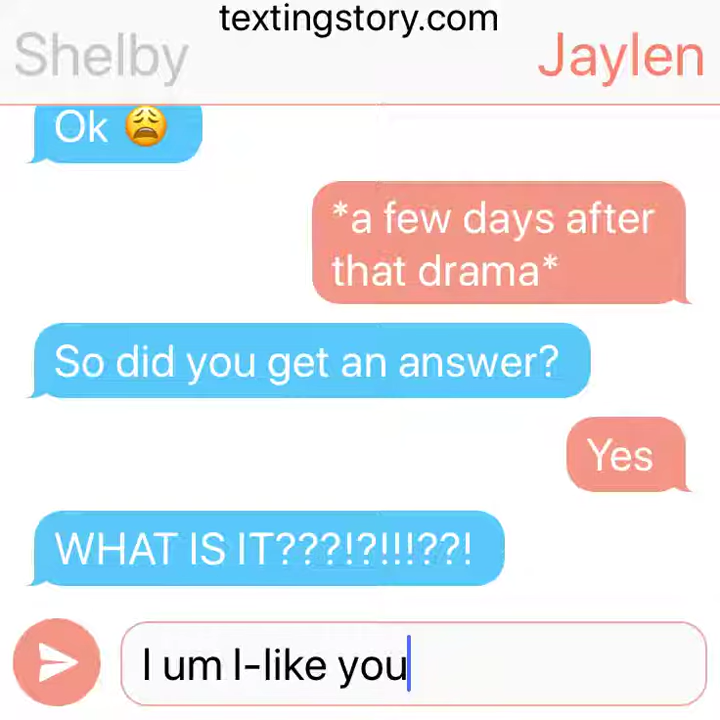 textingstory.com
Shelby
Jaylen
Ok 😩
*a few days after
that drama*
So did you get an answer?
Yes
WHAT IS IT???!?!!!??!
I um I-like you